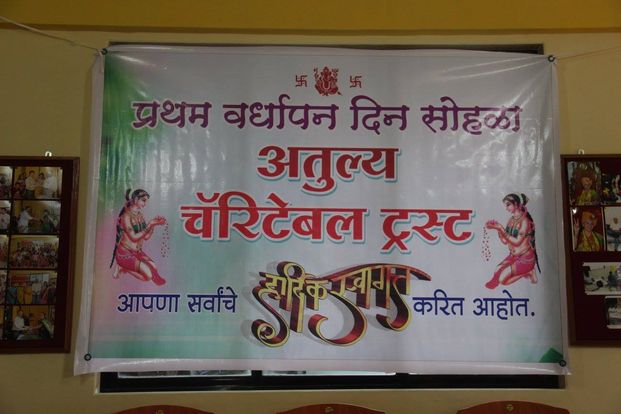 प्रथम वर्धापन दिन सोहळा
अतुल्य
चॅरिटेबल ट्रस्ट
आपणा सर्वांचे हार्दिक स्वागत करित आहोत.